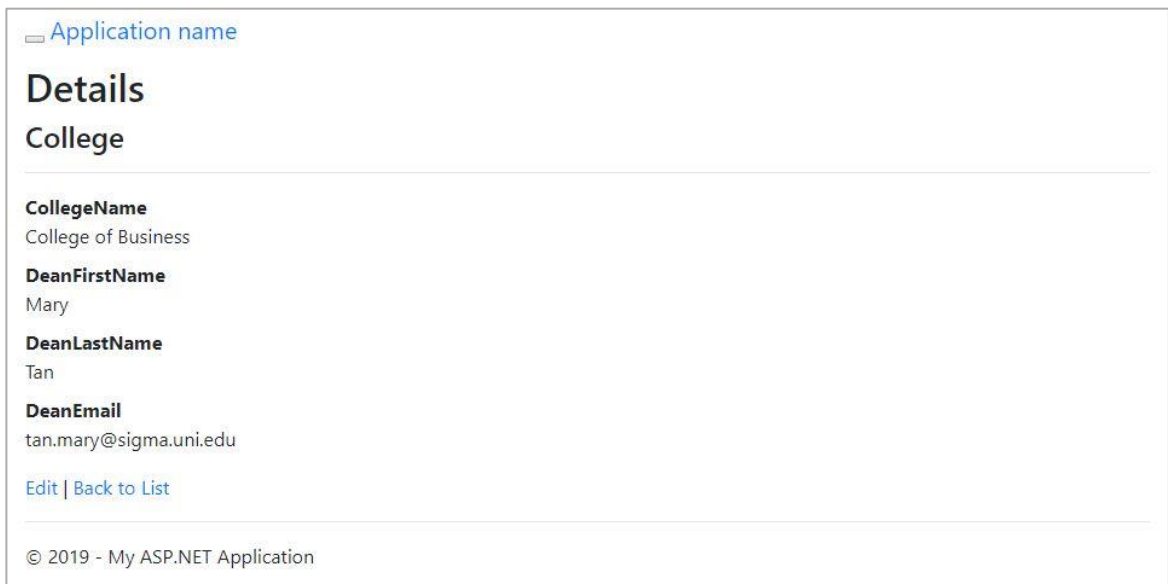 Application name
Details
College
CollegeName
College of Business
DeanFirstName
Mary
DeanLastName
Tan
DeanEmail
tan.mary@sigma.uni.edu
Edit | Back to List
© 2019 - My ASP.NET Application